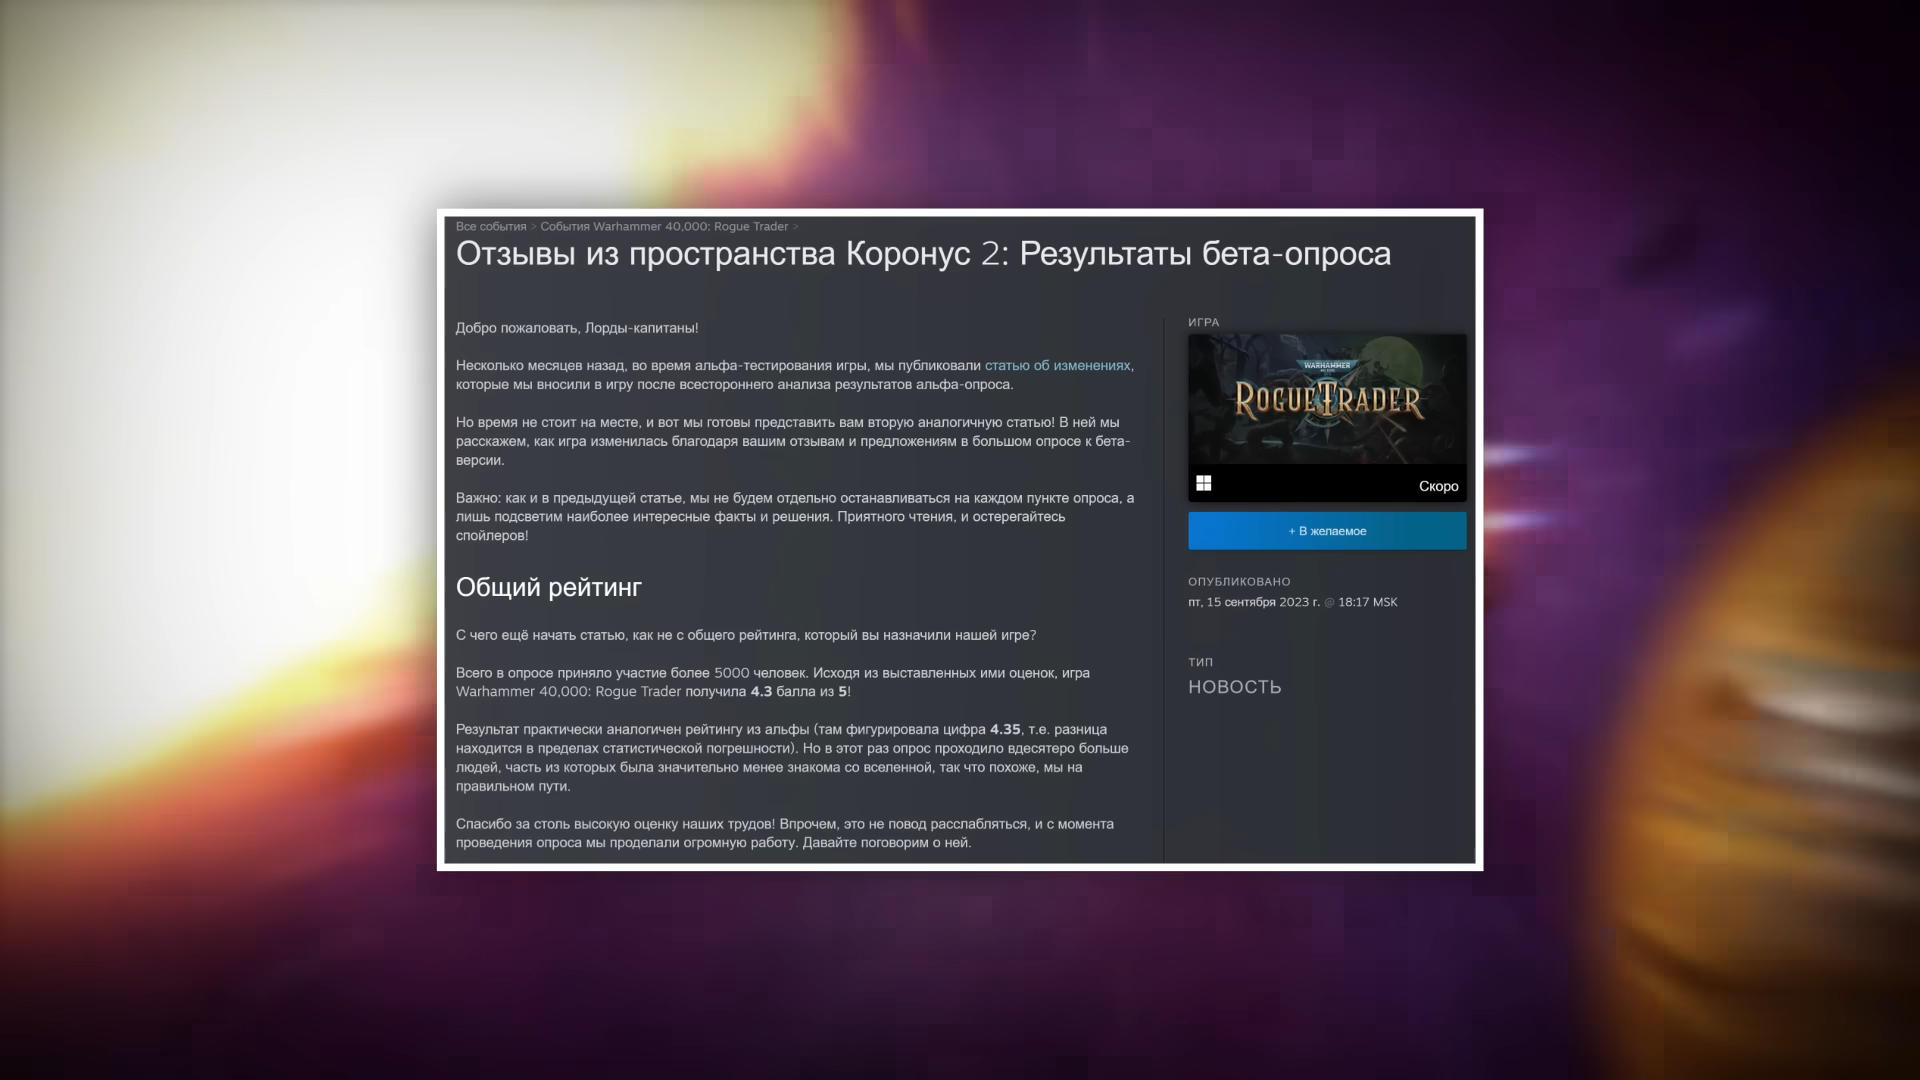 Все события > События Warhammer 40,000: Rogue Trader >
Отзывы из пространства Коронус 2: Результаты бета-опроса
Добро пожаловать, Лорды-капитаны!
Несколько месяцев назад, во время альфа-тестирования игры, мы публиковали статью об изменениях,
которые мы вносили в игру после всестороннего анализа результатов альфа-опроса.
Но время не стоит на месте, и вот мы готовы представить вам вторую аналогичную статью! В ней мы
расскажем, как игра изменилась благодаря вашим отзывам и предложениям в большом опросе к бета-
версии.
Важно: как и в предыдущей статье, мы не будем отдельно останавливаться на каждом пункте опроса, а
лишь подсветим наиболее интересные факты и решения. Приятного чтения, и остерегайтесь
спойлеров!
Общий рейтинг
С чего ещё начать статью, как не с общего рейтинга, который вы назначили нашей игре?
Всего в опросе приняло участие более 5000 человек. Исходя из выставленных ими оценок, игра
Warhammer 40,000: Rogue Trader получила 4.3 балла из 5!
Результат практически аналогичен рейтингу из альфы (там фигурировала цифра 4.35, т.е. разница
находится в пределах статистической погрешности). Но в этот раз опрос проходило вдесятеро больше
людей, часть из которых была значительно менее знакома со вселенной, так что похоже, мы на
правильном пути.
Спасибо за столь высокую оценку наших трудов! Впрочем, это не повод расслабляться, и с момента
проведения опроса мы проделали огромную работу. Давайте поговорим о ней.
ИГРА
WARHAMMER
ROGUE TRADER
Скоро
+ В желаемое
ОПУБЛИКОВАНО
пт, 15 сентября 2023 г. @ 18:17 MSK
ТИП
НОВОСТЬ